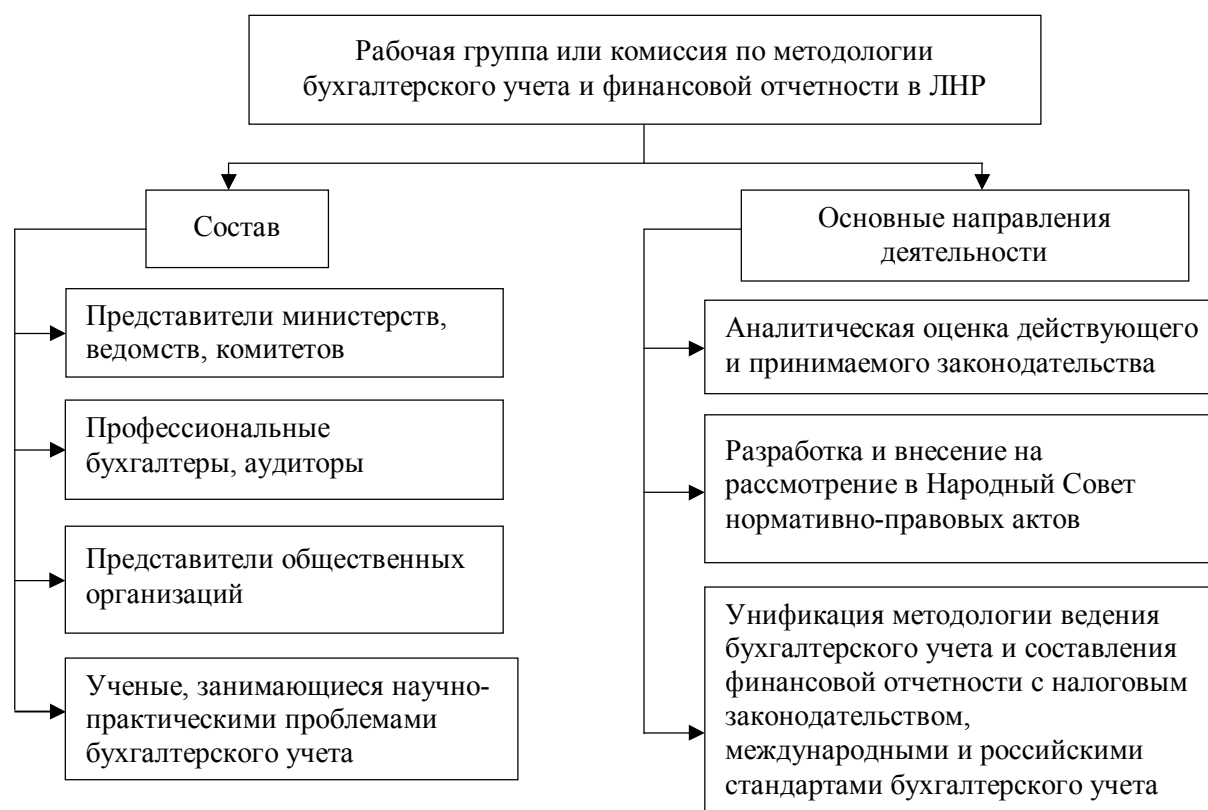 Рабочая группа или комиссия по методологии
бухгалтерского учета и финансовой отчетности в ЛНР
Состав
Представители министерств,
ведомств, комитетов
Профессиональные
бухгалтеры, аудиторы
Представители общественных
организаций
Ученые, занимающиеся научно-
практическими проблемами
бухгалтерского учета
Основные направления
деятельности
Аналитическая оценка действующего
и принимаемого законодательства
Разработка и внесение на
рассмотрение в Народный Совет
нормативно-правовых актов
Унификация методологии ведения
бухгалтерского учета и составления
финансовой отчетности с налоговым
законодательством,
международными и российскими
стандартами бухгалтерского учета